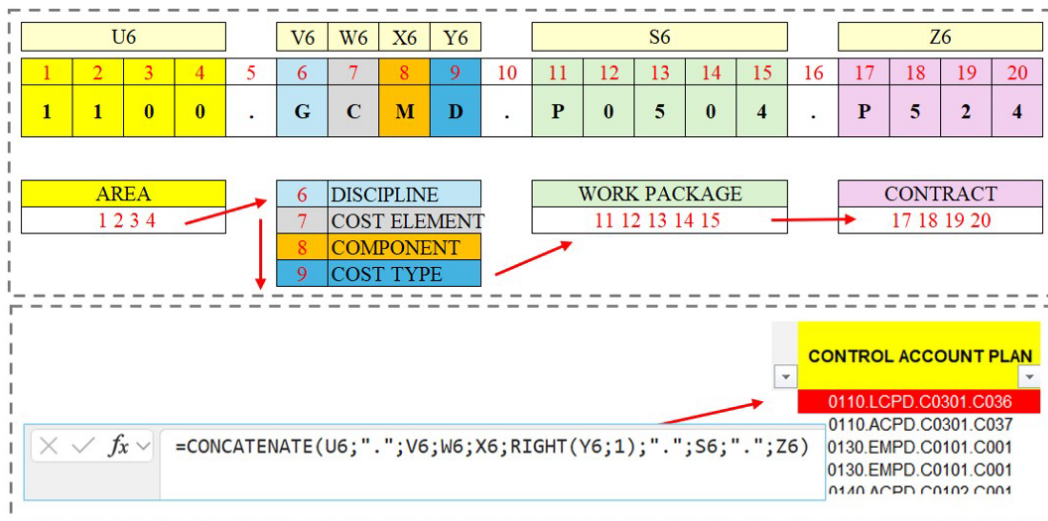 U6 V6 W6 X6 Y6 S6 Z6
1 2 3 4 5 6 7 8 9 10 11 12 13 14 15 16 17 18 19 20
1 1 0 0 . G C M D . P 0 5 0 4 . P 5 2 4
AREA 6 DISCIPLINE WORK PACKAGE CONTRACT
1 2 3 4 7 COST ELEMENT 11 12 13 14 15 17 18 19 20
8 COMPONENT
9 COST TYPE
CONTROL ACCOUNT PLAN
0110.LCPD.C0301.C036
0110.ACPD.C0301.C037
fx =CONCATENATE(U6;".";V6;W6;X6;RIGHT(Y6;1);".";S6;".";Z6) 0130.EMPD.C0101.C001
0130.EMPD.C0101.C001
0140.ACPD.C0102.C001